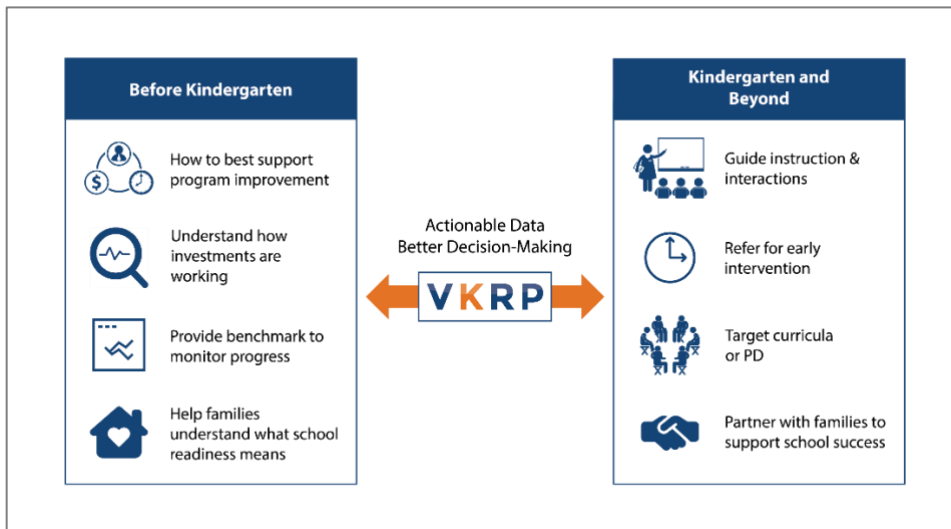 Before Kindergarten
How to best support
program improvement
$
Understand how
investments are
working
Provide benchmark to
monitor progress
Help families
understand what school
readiness means
Actionable Data
Better Decision-Making
VKRP
Kindergarten and
Beyond
Guide instruction &
interactions
Refer for early
intervention
Target curricula
or PD
Partner with families to
support school success